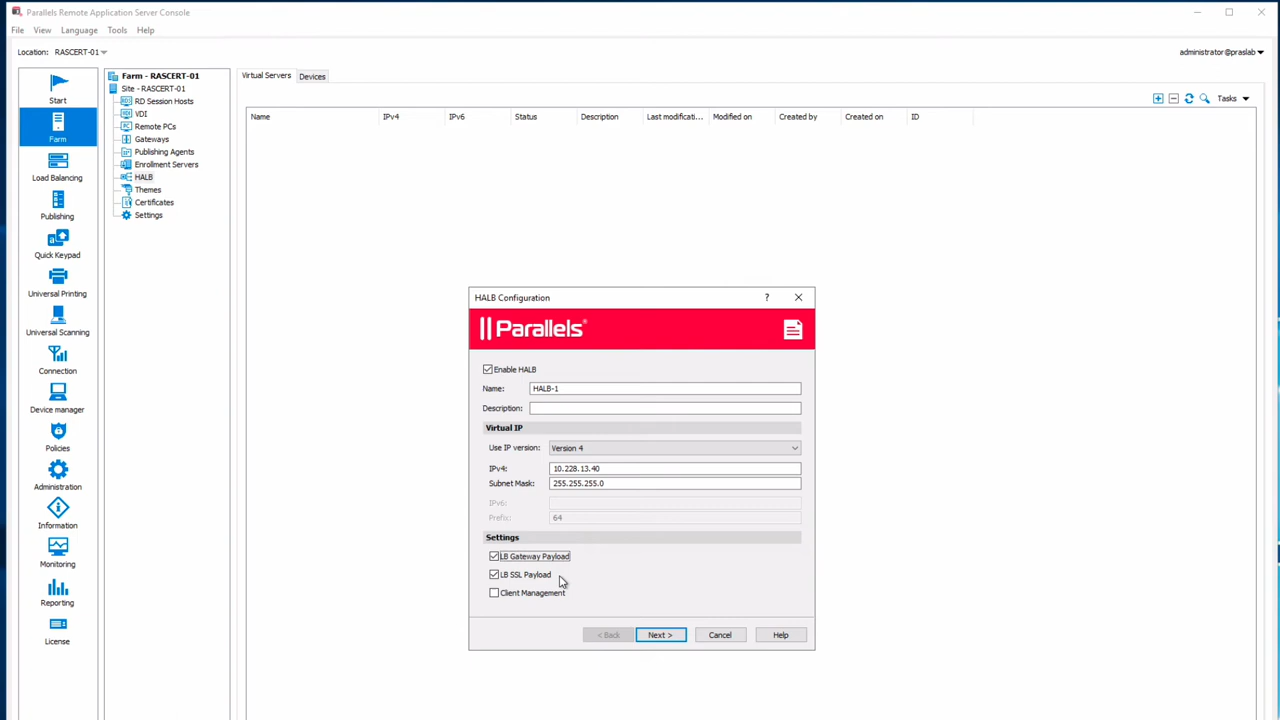 Parallels Remote Application Server Console
File View Language Tools Help
Location: RASCERT-01
administrator@praslab
Start
Farm
Load Balancing
Publishing
Quick Keypad
Universal Printing
Universal Scanning
Connection
Device manager
Policies
Administration
Information
Monitoring
Reporting
License
Farm - RASCERT-01
Site - RASCERT-01
RD Session Hosts
VDI
Remote PCs
Gateways
Publishing Agents
Enrollment Servers
HALB
Themes
Certificates
Settings
Virtual Servers Devices
Tasks
Name IPv4 IPv6 Status Description Last modificati... Modified on Created by Created on ID
HALB Configuration ?
Parallels®
Enable HALB
Name: HALB-1
Description:
Virtual IP
Use IP version: Version 4
IPv4: 10.228.13.40
Subnet Mask: 255.255.255.0
IPv6:
Prefix: 64
Settings
LB Gateway Payload
LB SSL Payload
Client Management
< Back Next > Cancel Help